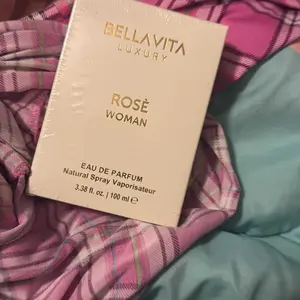 BELLAVITA
LUXURY
ROSÈ
WOMAN
EAU DE PARFUM
Natural Spray Vaporisateur
3.38 fl. oz. | 100 ml ℮